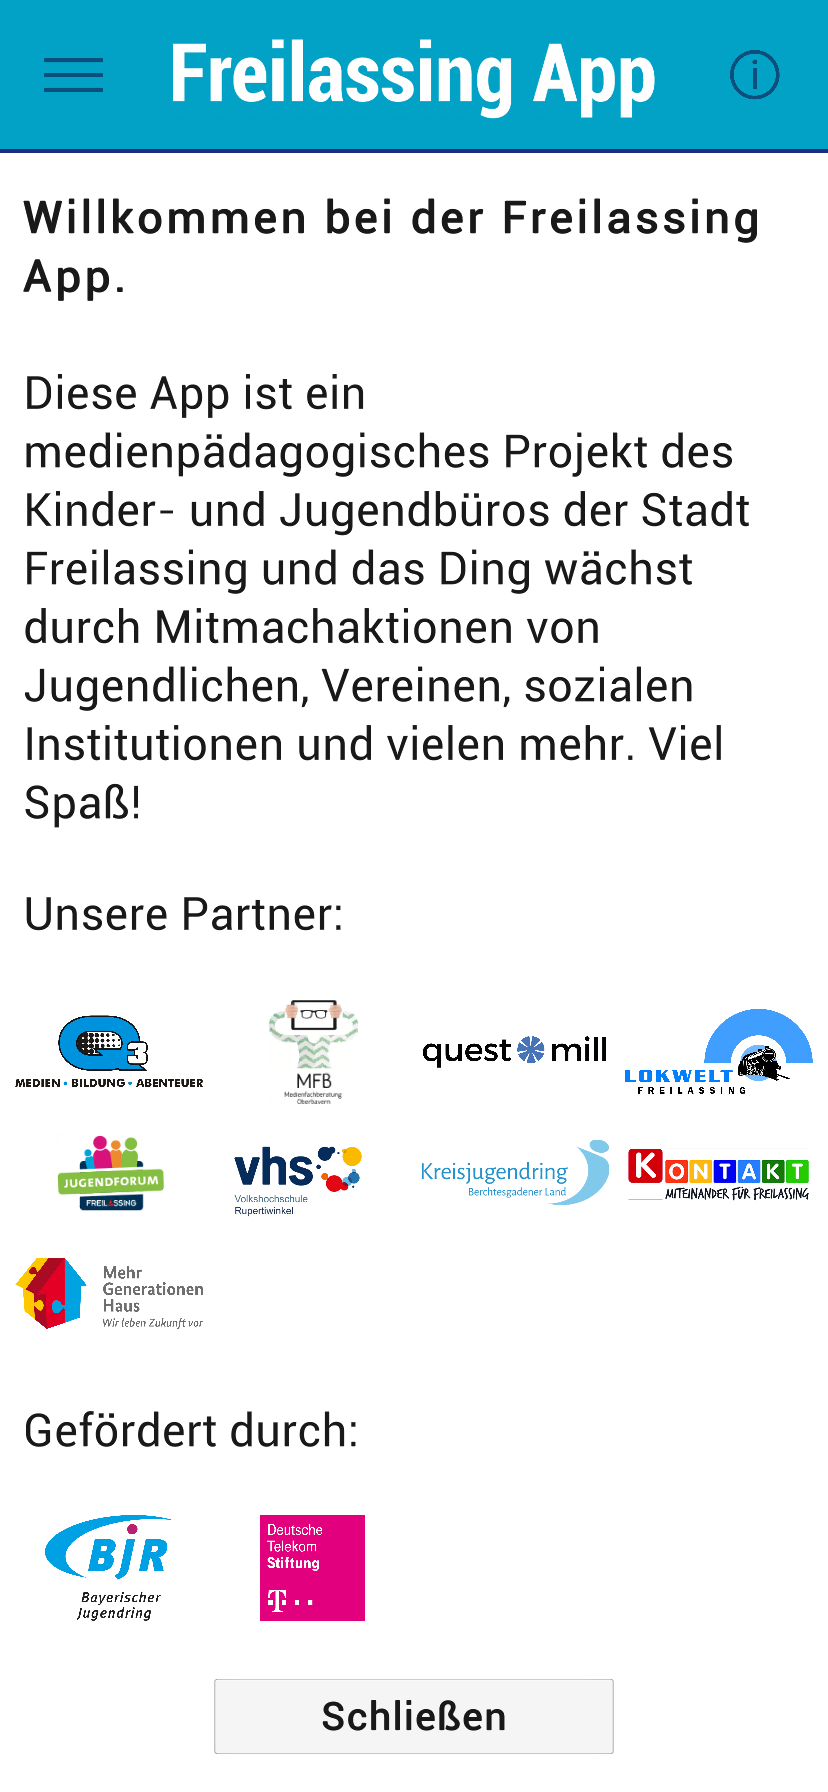 Freilassing App
Willkommen bei der Freilassing
App.
Diese App ist ein
medienpädagogisches Projekt des
Kinder- und Jugendbüros der Stadt
Freilassing und das Ding wächst
durch Mitmachaktionen von
Jugendlichen, Vereinen, sozialen
Institutionen und vielen mehr. Viel
Spaß!
Unsere Partner:
Q3
MEDIEN • BILDUNG • ABENTEUER
MFB
Medienfachberatung
Oberbayern
quest mill
LOKWELT
FREILASSING
JUGENDFORUM
FREILASSING
vhs
Volkshochschule
Rupertiwinkel
Kreisjugendring
Berchtesgadener Land
KONTAKT
MITEINANDER FÜR FREILASSING
Mehr
Generationen
Haus
Wir leben Zukunft vor
Gefördert durch:
BJR
Bayerischer
Jugendring
Deutsche
Telekom
Stiftung
T
Schließen